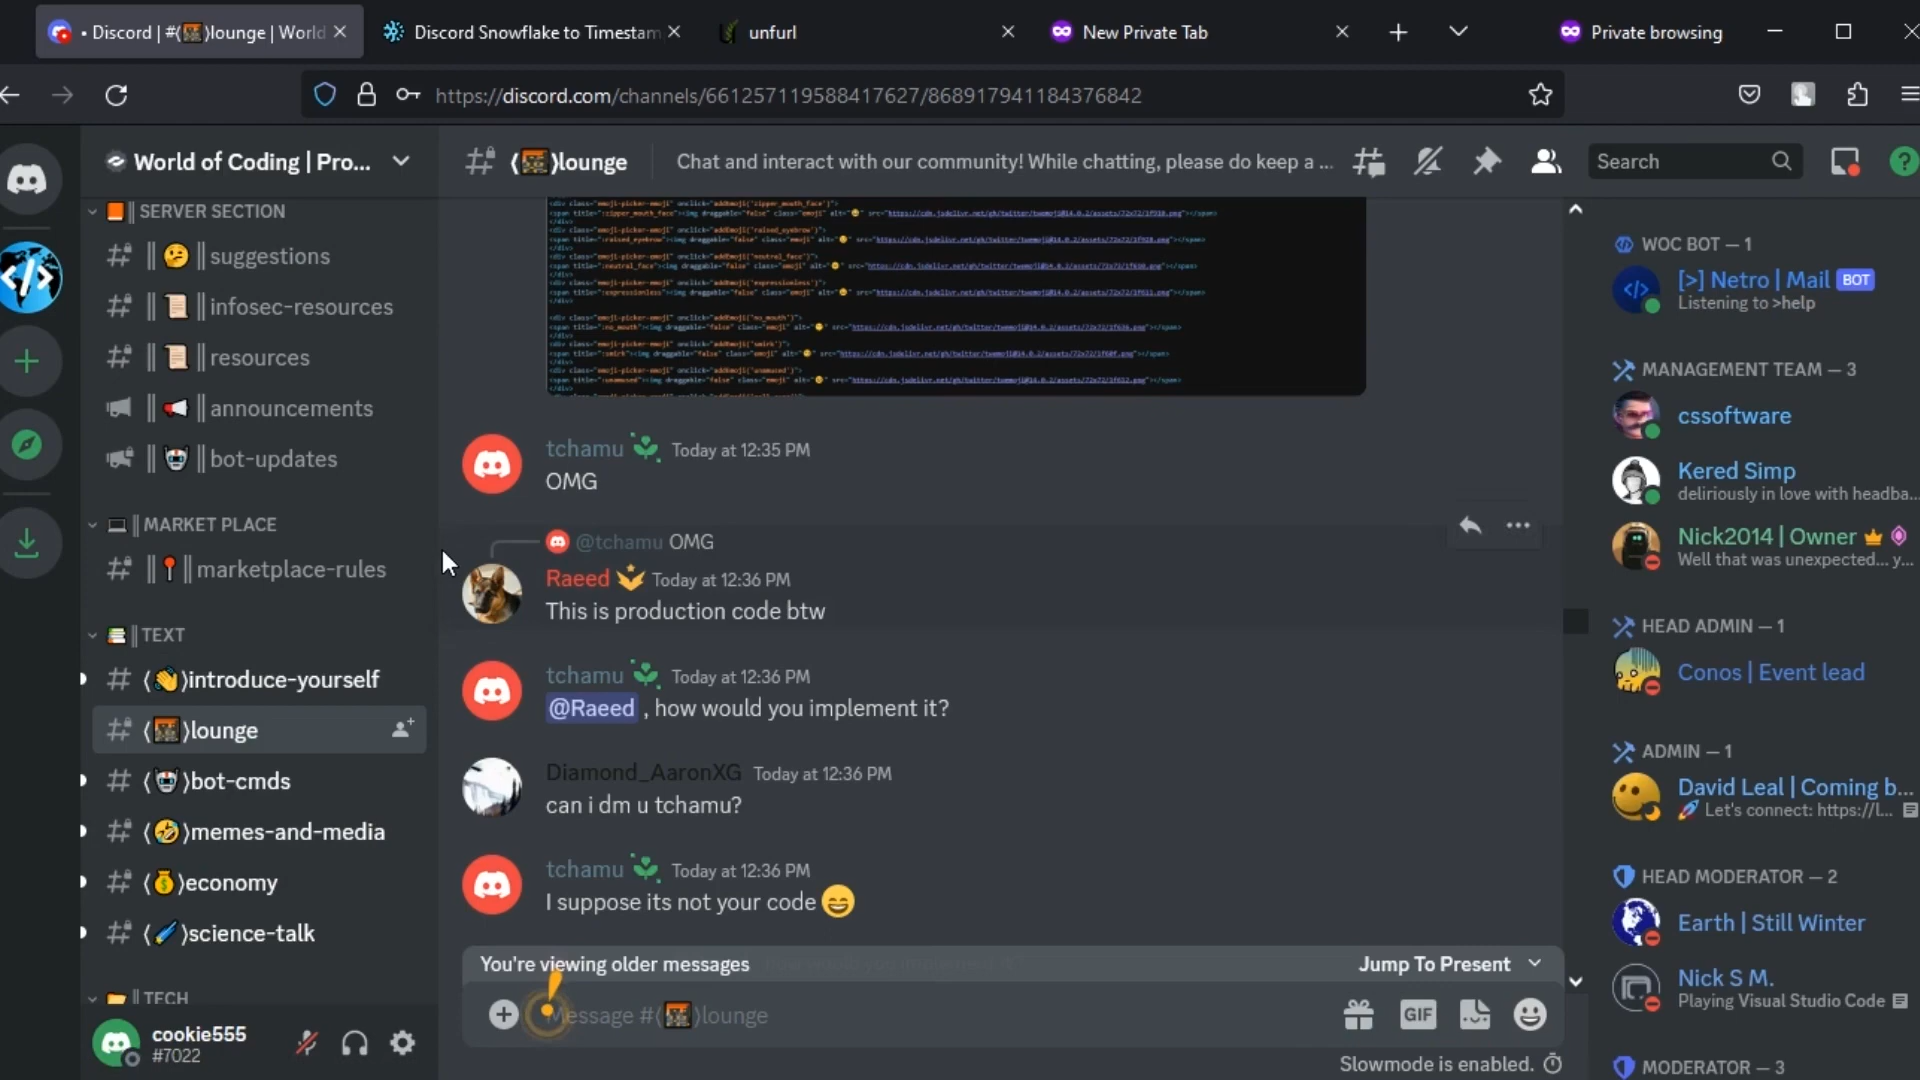 • Discord | #⟨⟩lounge | World
Discord Snowflake to Timestam
unfurl
New Private Tab
Private browsing
https://discord.com/channels/661257119588417627/868917941184376842
World of Coding | Pro...
SERVER SECTION
suggestions
infosec-resources
resources
announcements
bot-updates
MARKET PLACE
marketplace-rules
TEXT
introduce-yourself
lounge
bot-cmds
memes-and-media
economy
science-talk
TECH
cookie555
#7022
lounge
Chat and interact with our community! While chatting, please do keep a ...
Search
tchamu Today at 12:35 PM
OMG
@tchamu OMG
Raeed Today at 12:36 PM
This is production code btw
tchamu Today at 12:36 PM
@Raeed , how would you implement it?
Diamond_AaronXG Today at 12:36 PM
can i dm u tchamu?
tchamu Today at 12:36 PM
I suppose its not your code 😄
You're viewing older messages
Jump To Present
Message #⟨⟩lounge
GIF
Slowmode is enabled.
WOC BOT — 1
[>] Netro | Mail BOT
Listening to >help
MANAGEMENT TEAM — 3
cssoftware
Kered Simp
deliriously in love with headba...
Nick2014 | Owner
Well that was unexpected... y...
HEAD ADMIN — 1
Conos | Event lead
ADMIN — 1
David Leal | Coming b...
🚀 Let's connect: https://l...
HEAD MODERATOR — 2
Earth | Still Winter
Nick S M.
Playing Visual Studio Code
MODERATOR — 3